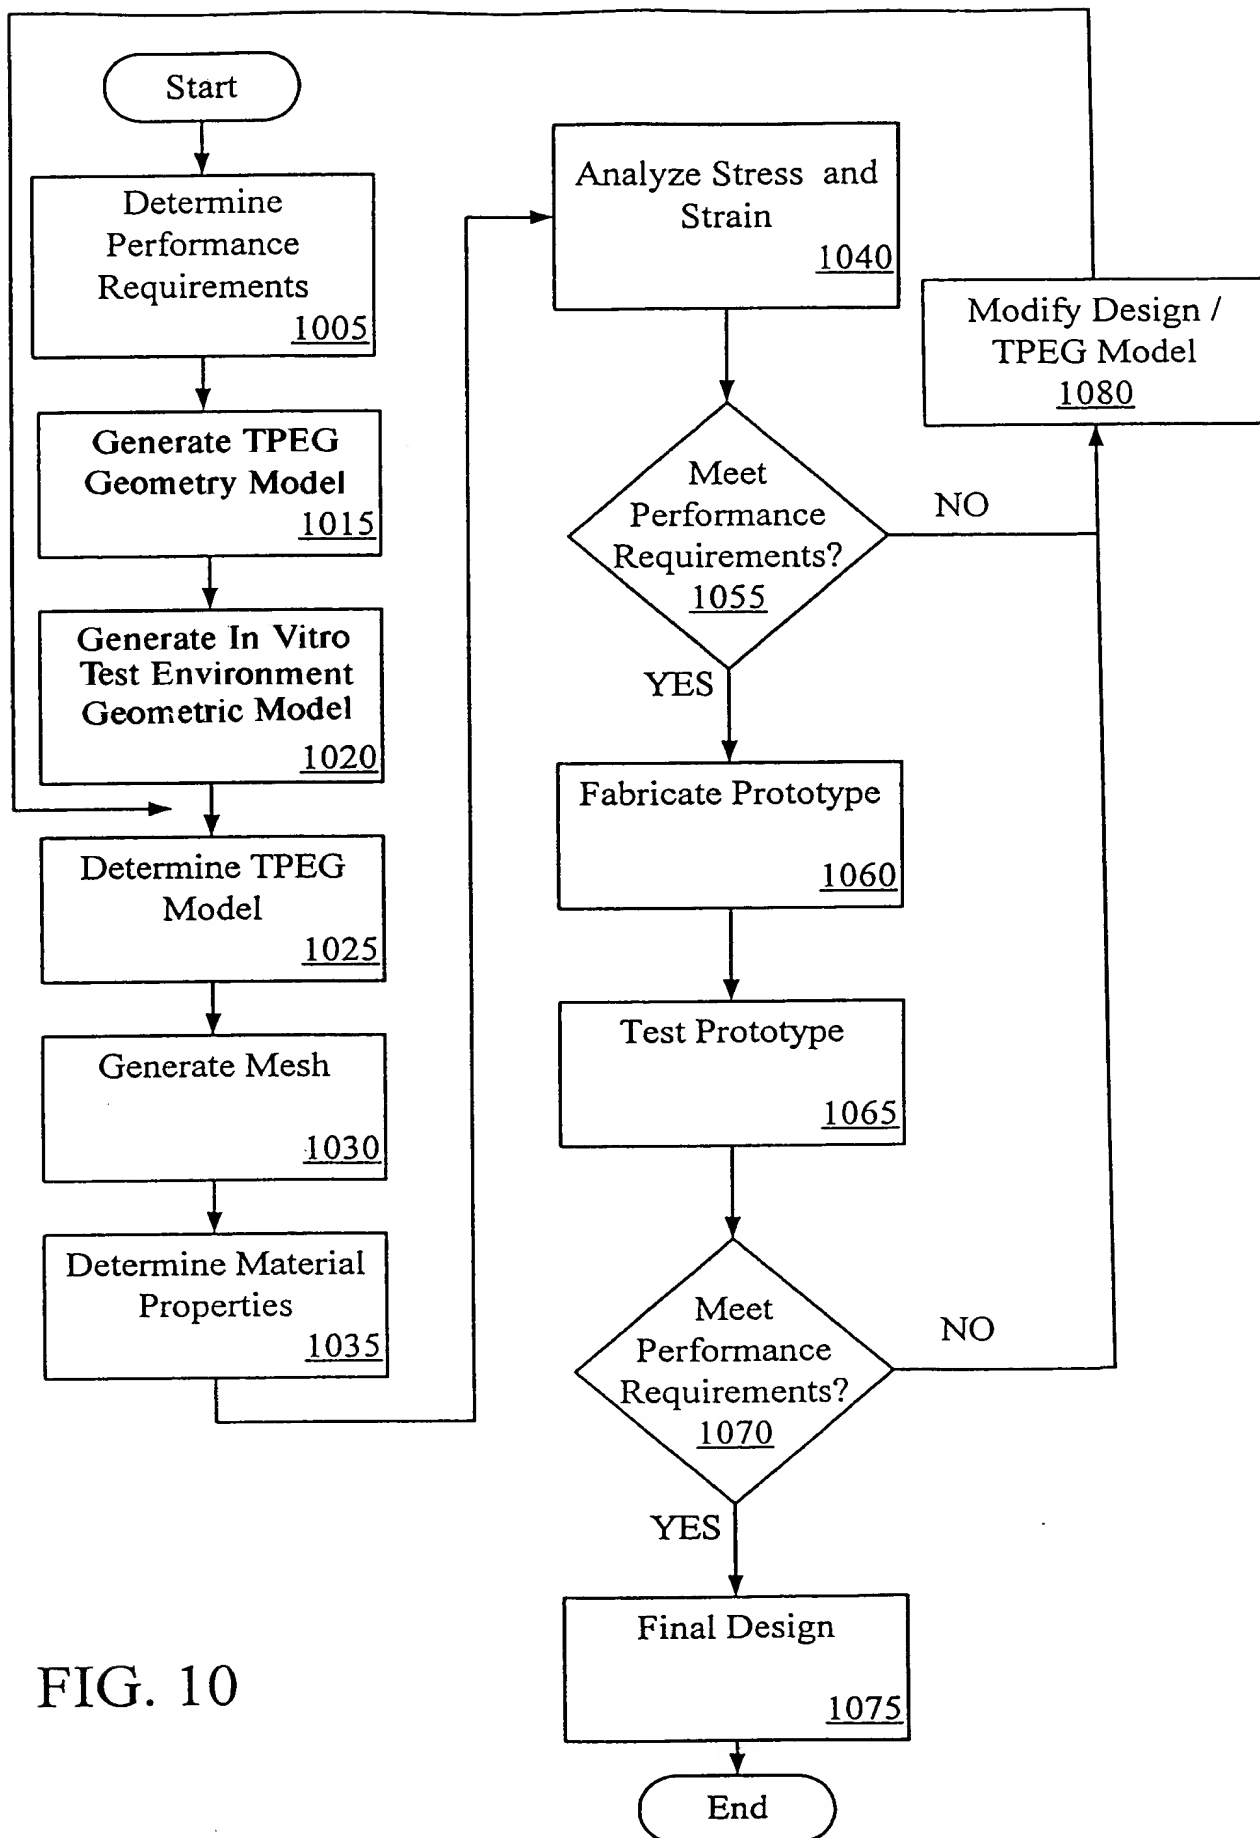 Start
Determine
Performance
Requirements
1005
Generate TPEG
Geometry Model
1015
Generate In Vitro
Test Environment
Geometric Model
1020
Determine TPEG
Model
1025
Generate Mesh
1030
Determine Material
Properties
1035
Analyze Stress and
Strain
1040
Meet
Performance
Requirements?
1055
NO
YES
Modify Design /
TPEG Model
1080
Fabricate Prototype
1060
Test Prototype
1065
Meet
Performance
Requirements?
1070
NO
YES
Final Design
1075
End
FIG. 10